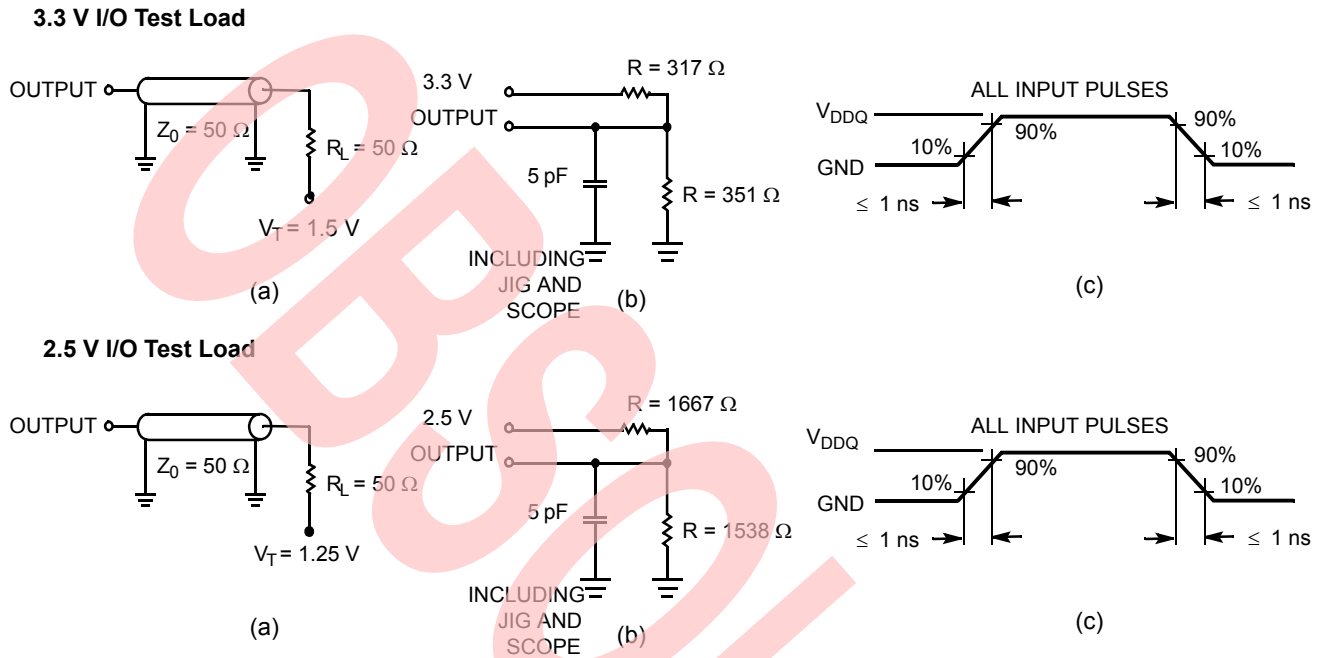 3.3 V I/O Test Load
OUTPUT
Z0 = 50 Ω
RL = 50 Ω
VT = 1.5 V
(a)
3.3 V
OUTPUT
R = 317 Ω
5 pF
R = 351 Ω
INCLUDING
JIG AND
SCOPE
(b)
ALL INPUT PULSES
VDDQ
GND
10%
90%
90%
10%
≤ 1 ns
≤ 1 ns
(c)
2.5 V I/O Test Load
OUTPUT
Z0 = 50 Ω
RL = 50 Ω
VT = 1.25 V
(a)
2.5 V
OUTPUT
R = 1667 Ω
5 pF
R = 1538 Ω
INCLUDING
JIG AND
SCOPE
(b)
ALL INPUT PULSES
VDDQ
GND
10%
90%
90%
10%
≤ 1 ns
≤ 1 ns
(c)